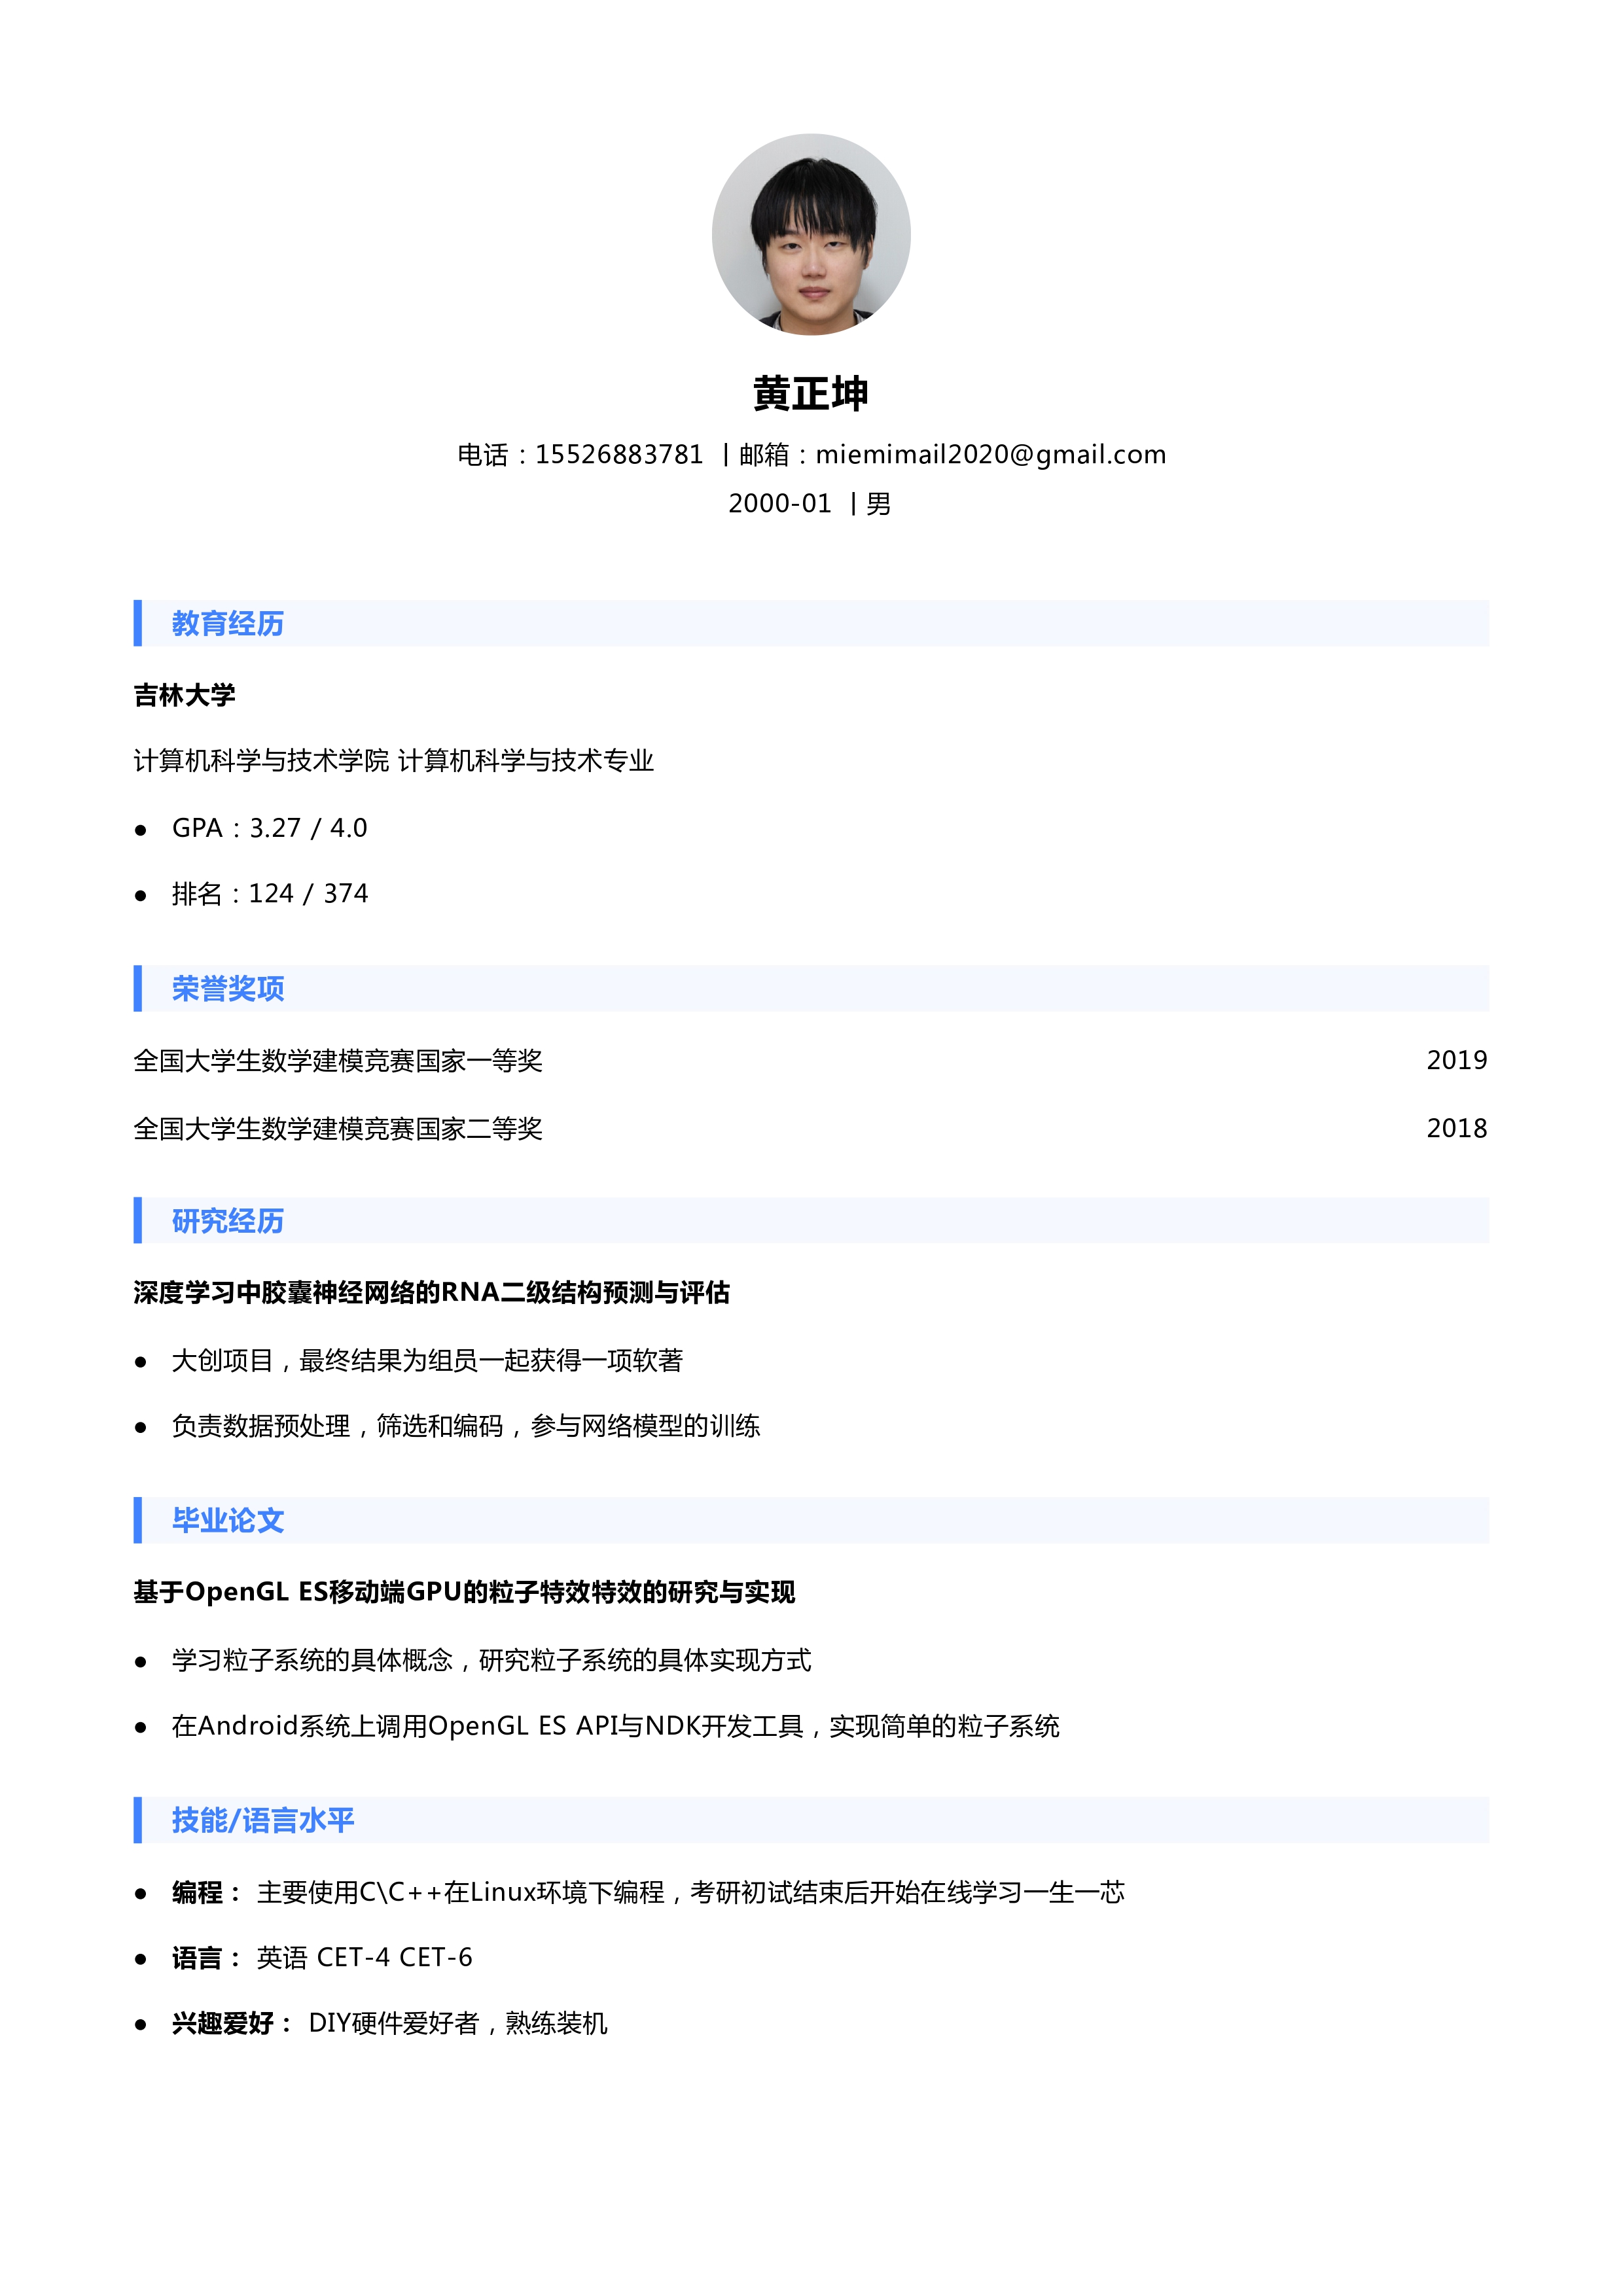 黄正坤
电话：15526883781 | 邮箱：miemimail2020@gmail.com
2000-01 | 男
教育经历
吉林大学
计算机科学与技术学院 计算机科学与技术专业
● GPA：3.27 / 4.0
● 排名：124 / 374
荣誉奖项
全国大学生数学建模竞赛国家一等奖 2019
全国大学生数学建模竞赛国家二等奖 2018
研究经历
深度学习中胶囊神经网络的RNA二级结构预测与评估
● 大创项目，最终结果为组员一起获得一项软著
● 负责数据预处理，筛选和编码，参与网络模型的训练
毕业论文
基于OpenGL ES移动端GPU的粒子特效特效的研究与实现
● 学习粒子系统的具体概念，研究粒子系统的具体实现方式
● 在Android系统上调用OpenGL ES API与NDK开发工具，实现简单的粒子系统
技能/语言水平
● 编程： 主要使用C\C++在Linux环境下编程，考研初试结束后开始在线学习一生一芯
● 语言： 英语 CET-4 CET-6
● 兴趣爱好： DIY硬件爱好者，熟练装机